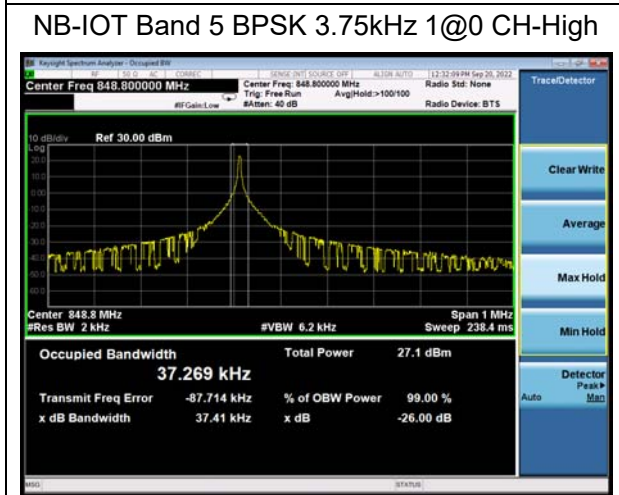 NB-IOT Band 5 BPSK 3.75kHz 1@0 CH-High
Keysight Spectrum Analyzer - Occupied BW
RF 50 Ω AC CORREC SENSE:INT SOURCE OFF ALIGN AUTO 12:32:09 PM Sep 20, 2022
Center Freq 848.800000 MHz Center Freq: 848.800000 MHz Radio Std: None
Trig: Free Run Avg|Hold:>100/100
#IFGain:Low #Atten: 40 dB Radio Device: BTS
Trace/Detector
10 dB/div Ref 30.00 dBm
Log
20.0
10.0
0.00
Clear Write
Average
Max Hold
Min Hold
Center 848.8 MHz Span 1 MHz
#Res BW 2 kHz #VBW 6.2 kHz Sweep 238.4 ms
Occupied Bandwidth Total Power 27.1 dBm
37.269 kHz
Transmit Freq Error -87.714 kHz % of OBW Power 99.00 %
x dB Bandwidth 37.41 kHz x dB -26.00 dB
Detector
Peak▶
Auto Man
MSG STATUS